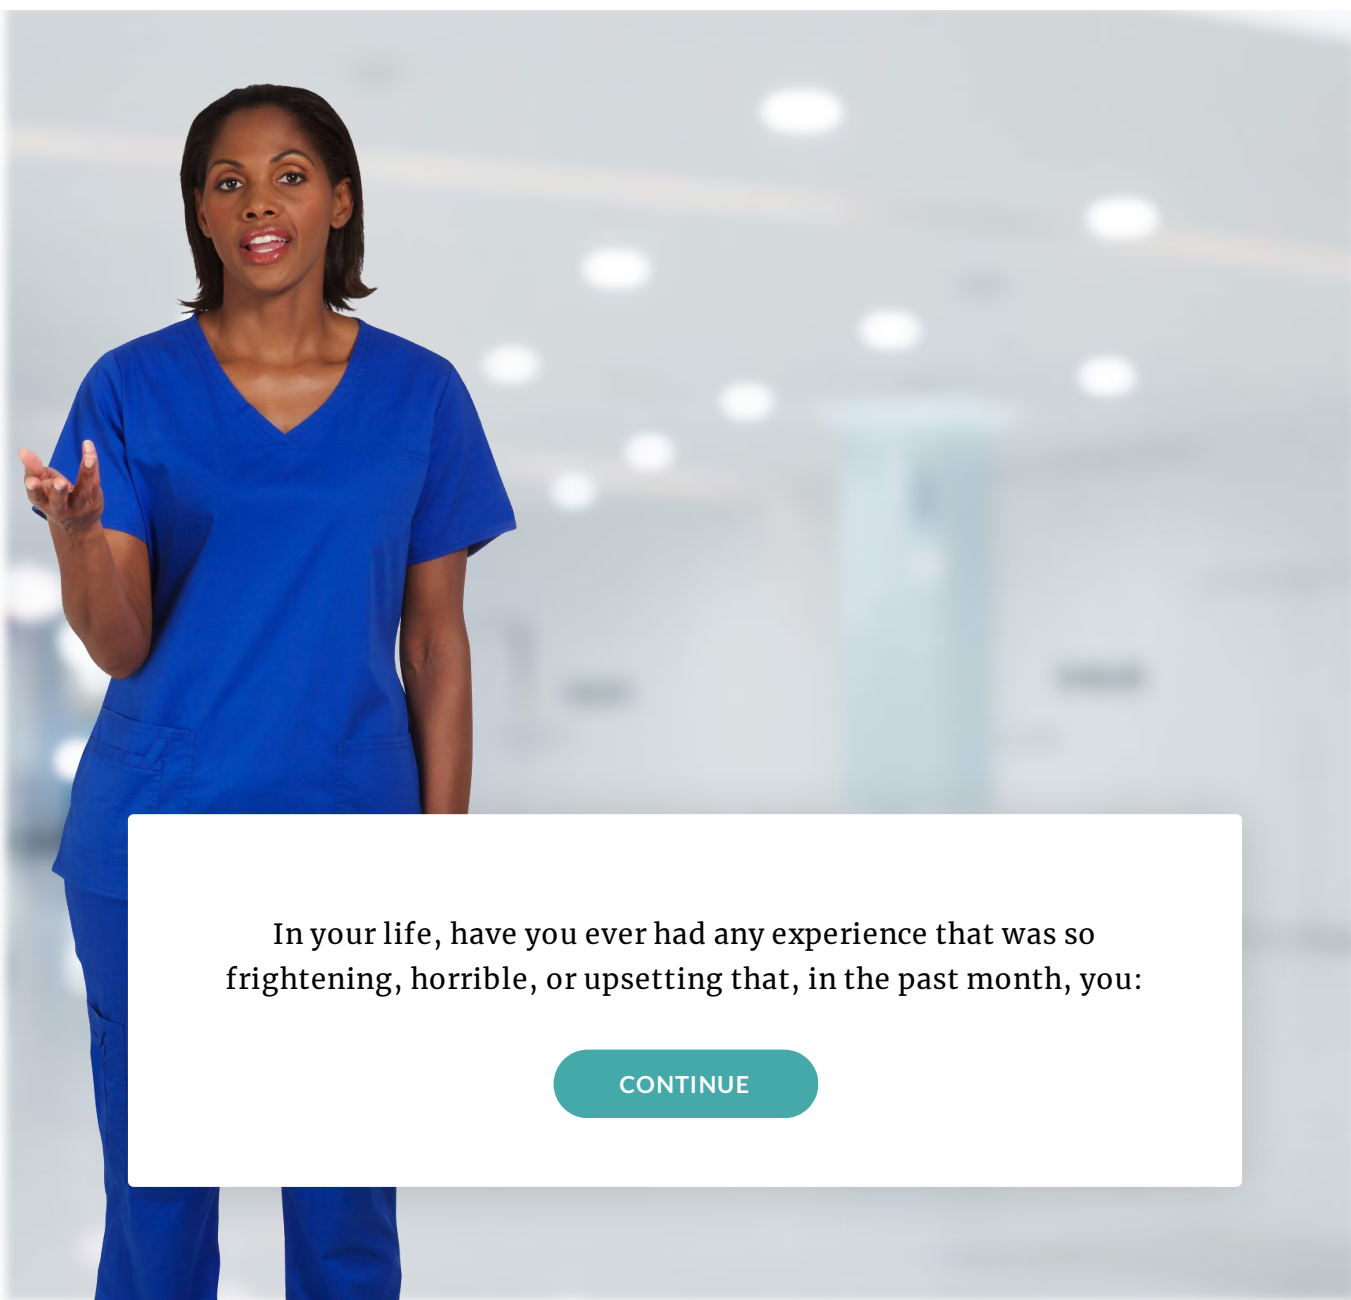 In your life, have you ever had any experience that was so
frightening, horrible, or upsetting that, in the past month, you:
CONTINUE